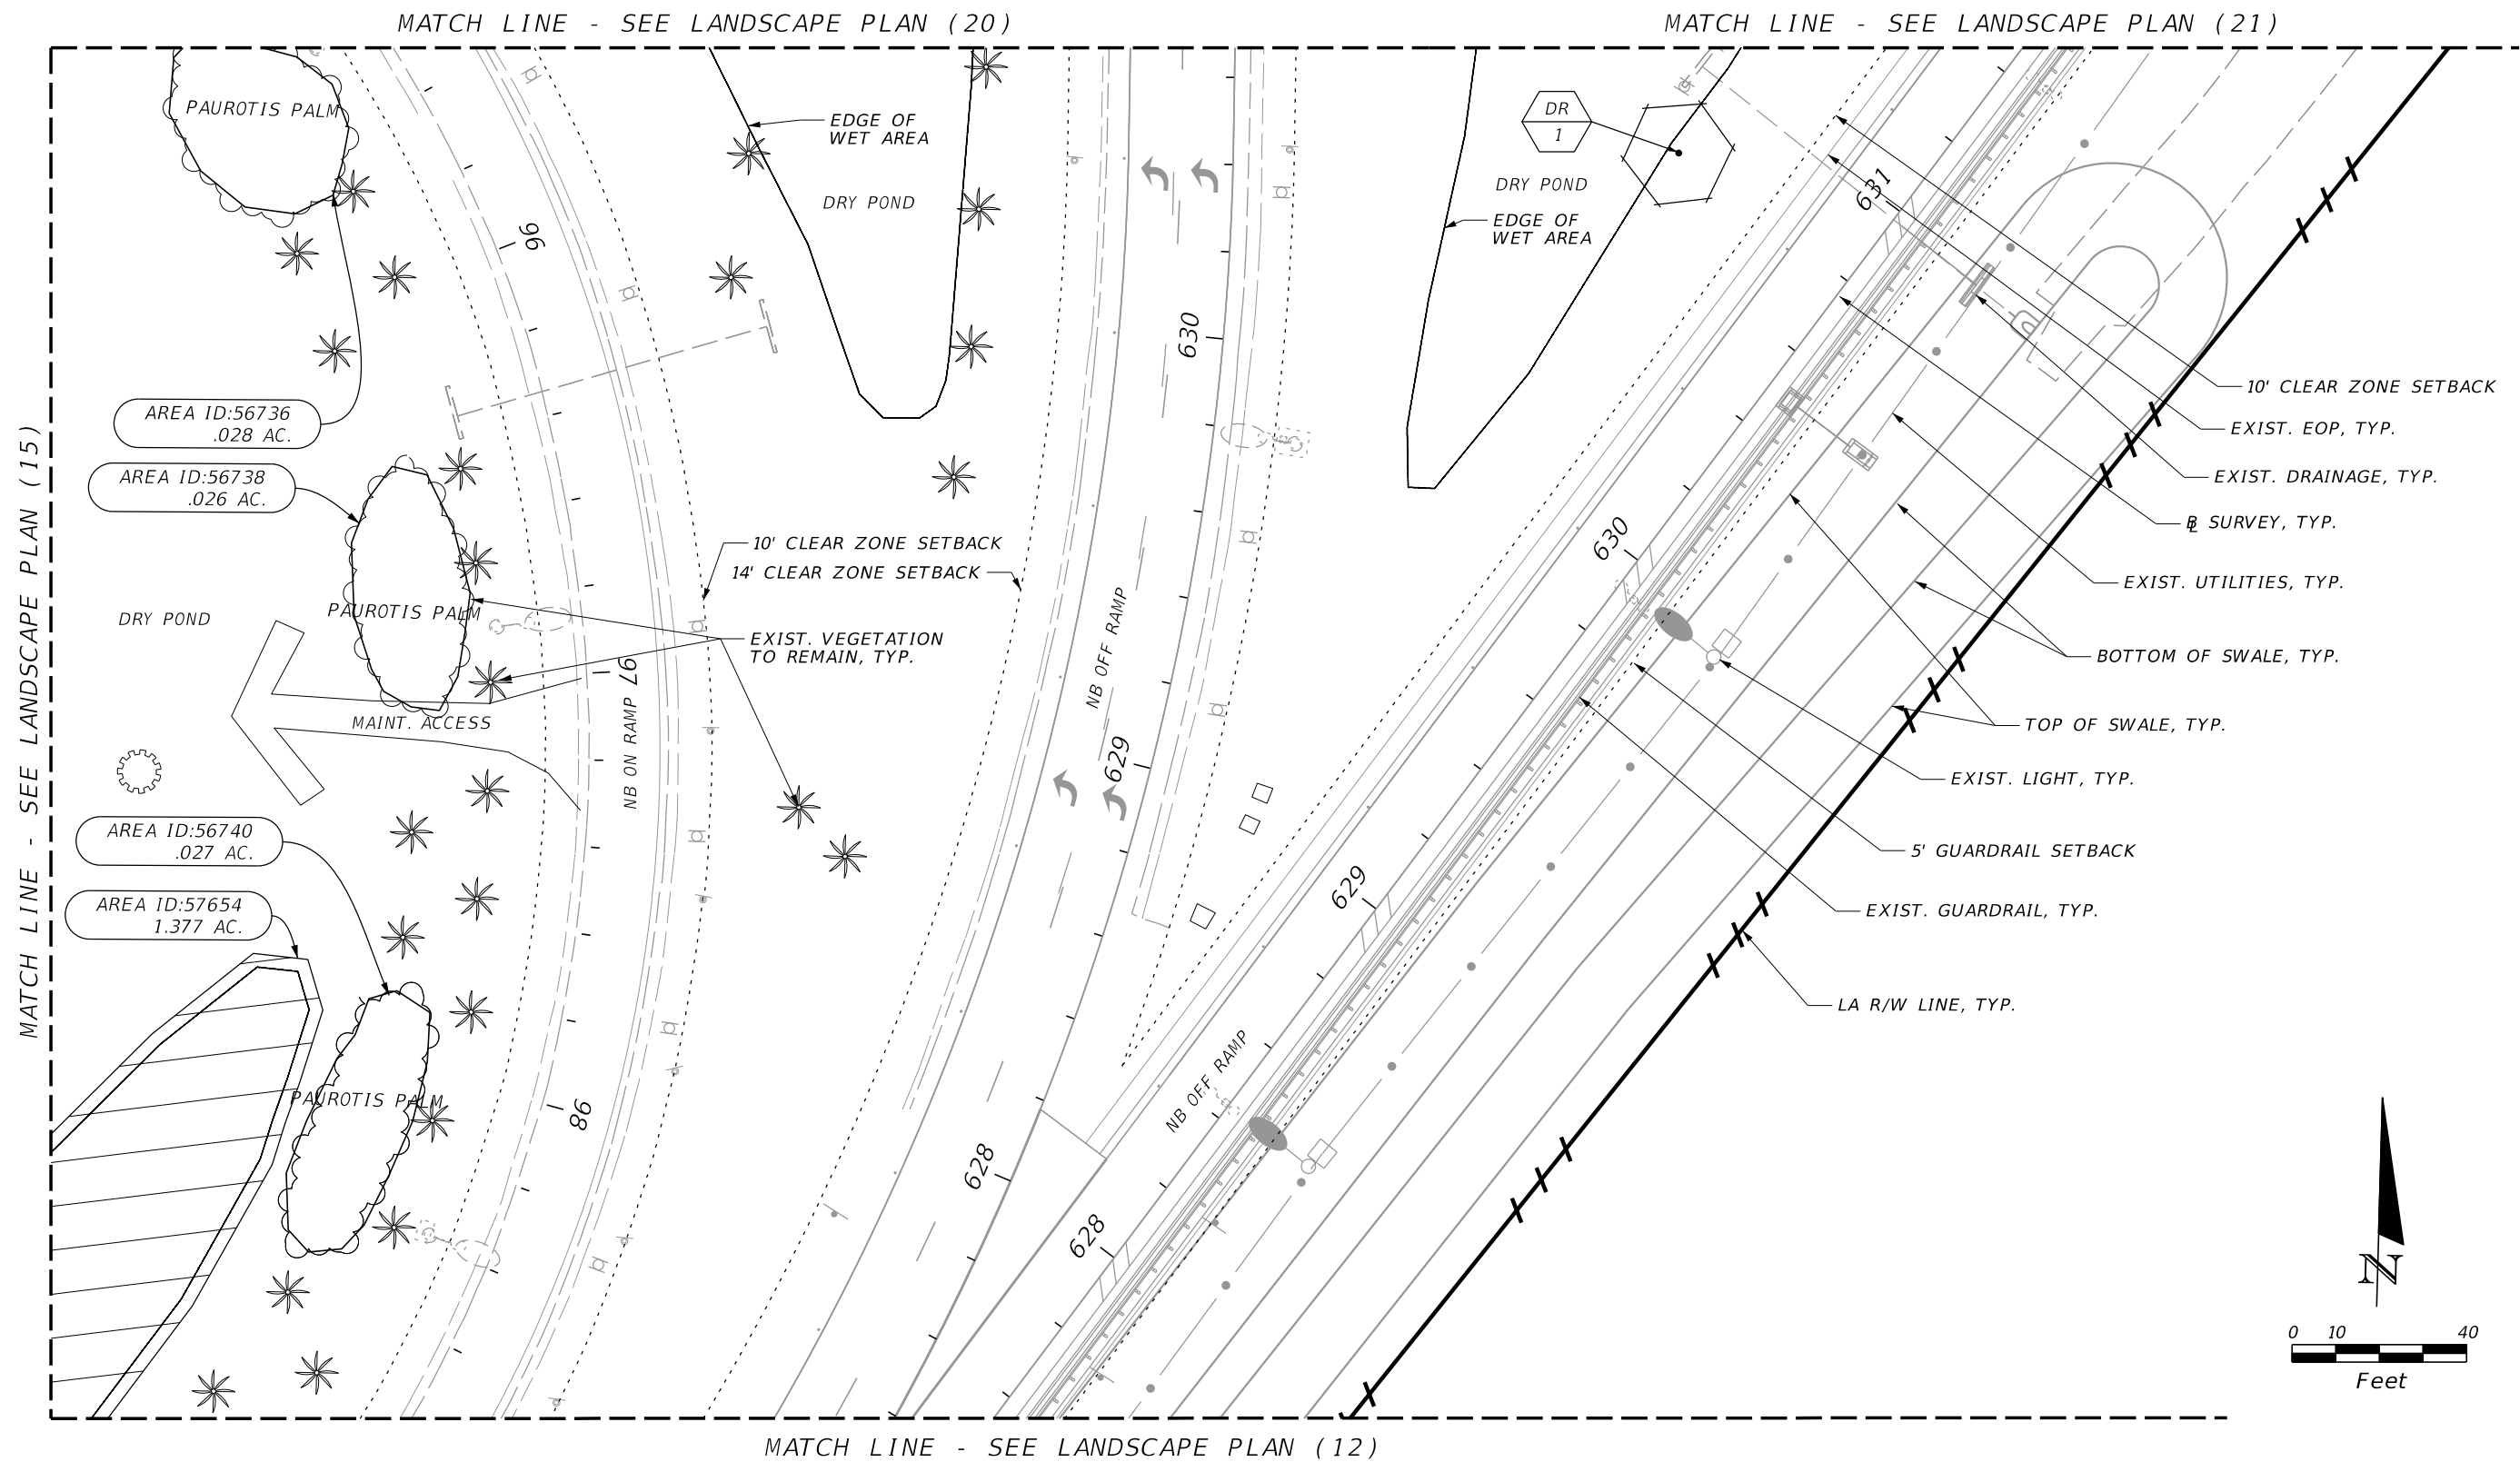 MATCH LINE - SEE LANDSCAPE PLAN (20)
MATCH LINE - SEE LANDSCAPE PLAN (21)
MATCH LINE - SEE LANDSCAPE PLAN (15)
PAUROTIS PALM
EDGE OF
WET AREA
DRY POND
DR
1
DRY POND
EDGE OF
WET AREA
96
630
631
AREA ID:56736
.028 AC.
AREA ID:56738
.026 AC.
10' CLEAR ZONE SETBACK
EXIST. EOP, TYP.
EXIST. DRAINAGE, TYP.
BL SURVEY, TYP.
EXIST. UTILITIES, TYP.
BOTTOM OF SWALE, TYP.
TOP OF SWALE, TYP.
EXIST. LIGHT, TYP.
5' GUARDRAIL SETBACK
EXIST. GUARDRAIL, TYP.
LA R/W LINE, TYP.
10' CLEAR ZONE SETBACK
14' CLEAR ZONE SETBACK
630
PAUROTIS PALM
DRY POND
EXIST. VEGETATION
TO REMAIN, TYP.
NB OFF RAMP
97
NB ON RAMP
MAINT. ACCESS
629
AREA ID:56740
.027 AC.
AREA ID:57654
1.377 AC.
629
PAUROTIS PALM
98
NB OFF RAMP
628
628
N
0 10 40
Feet
MATCH LINE - SEE LANDSCAPE PLAN (12)